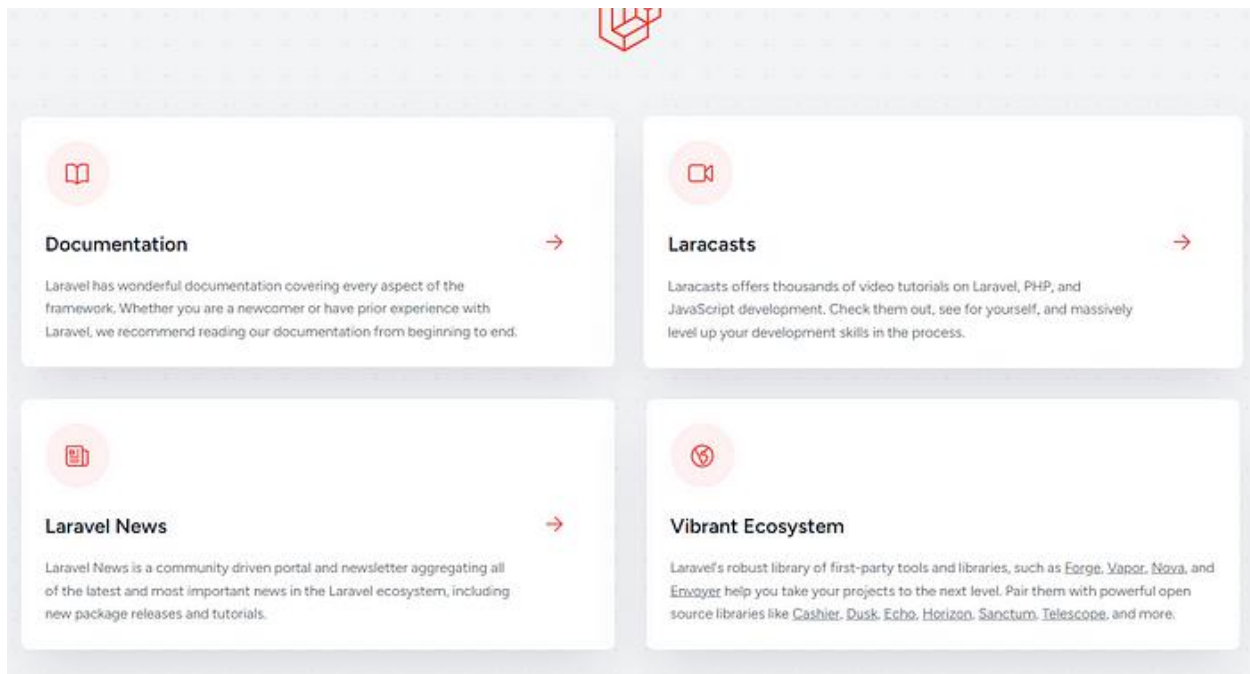 Documentation
Laravel has wonderful documentation covering every aspect of the
framework. Whether you are a newcomer or have prior experience with
Laravel, we recommend reading our documentation from beginning to end.
Laracasts
Laracasts offers thousands of video tutorials on Laravel, PHP, and
JavaScript development. Check them out, see for yourself, and massively
level up your development skills in the process.
Laravel News
Laravel News is a community driven portal and newsletter aggregating all
of the latest and most important news in the Laravel ecosystem, including
new package releases and tutorials.
Vibrant Ecosystem
Laravel's robust library of first-party tools and libraries, such as Forge, Vapor, Nova, and
Envoyer help you take your projects to the next level. Pair them with powerful open
source libraries like Cashier, Dusk, Echo, Horizon, Sanctum, Telescope, and more.